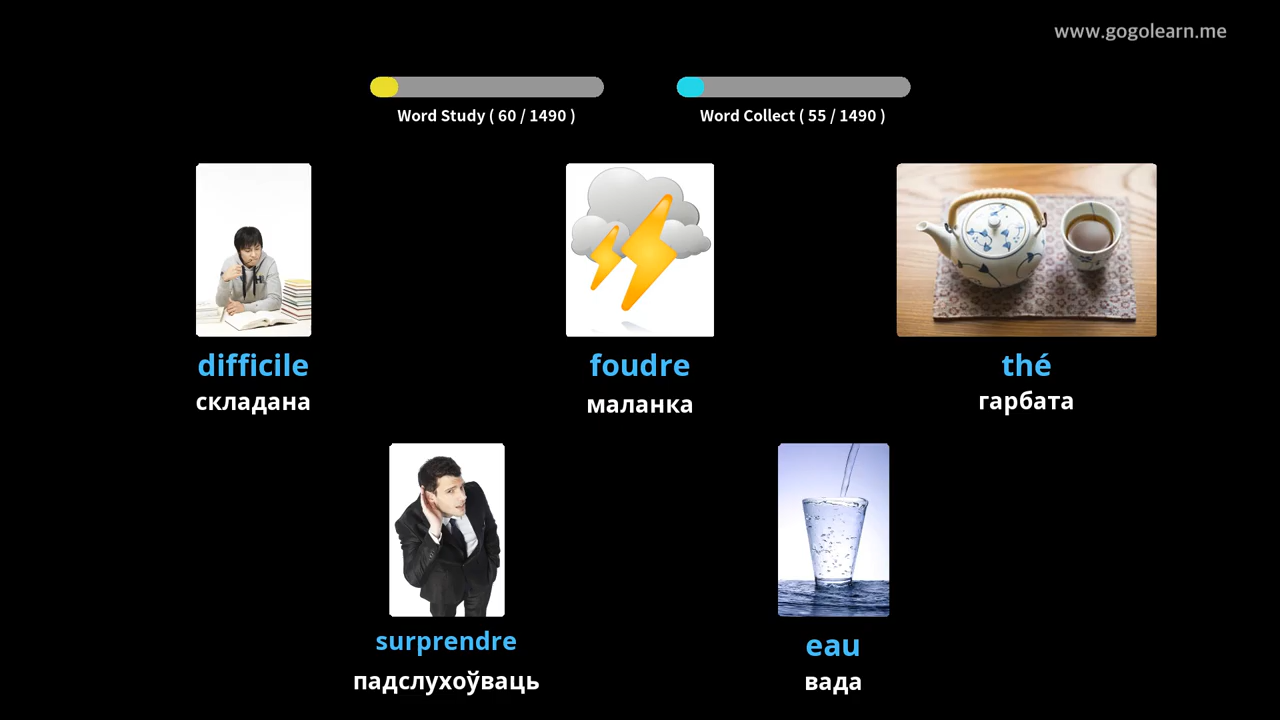 www.gogolearn.me
Word Study ( 60 / 1490 )
Word Collect ( 55 / 1490 )
difficile
складана
foudre
маланка
thé
гарбата
surprendre
падслухоўваць
eau
вада